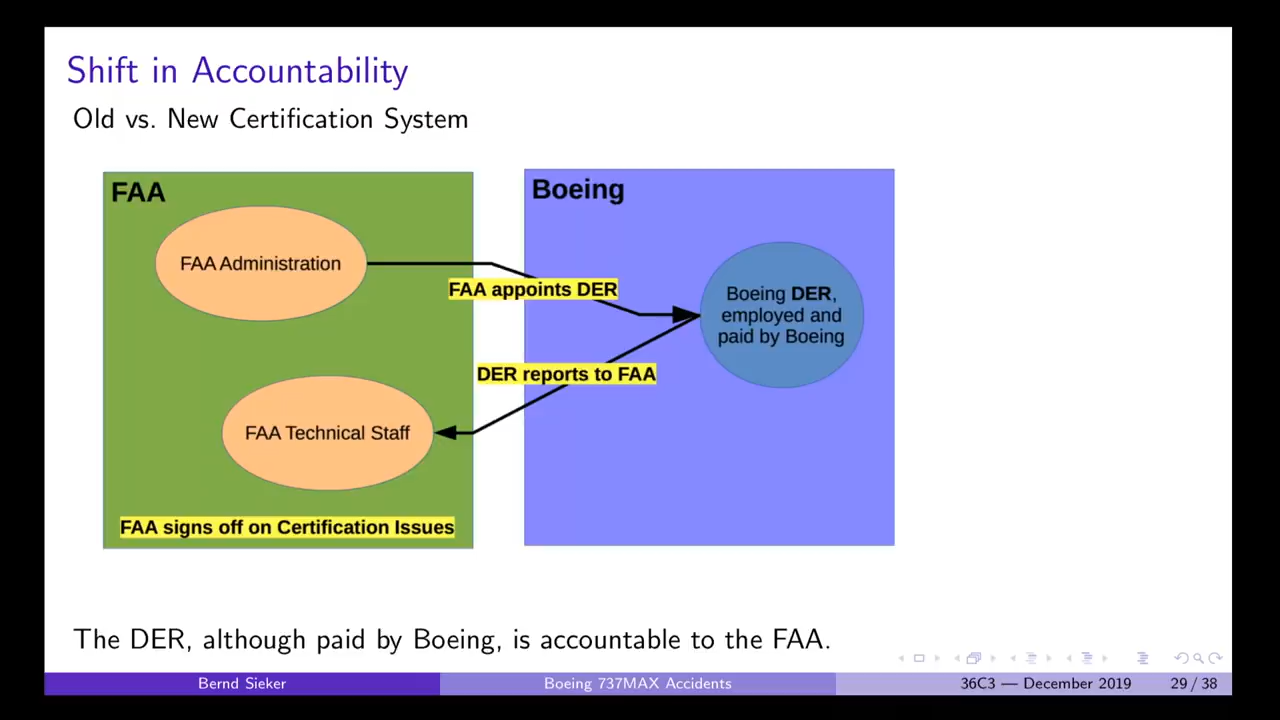 Shift in Accountability
Old vs. New Certification System
FAA
Boeing
FAA Administration
FAA appoints DER
Boeing DER,
employed and
paid by Boeing
DER reports to FAA
FAA Technical Staff
FAA signs off on Certification Issues
The DER, although paid by Boeing, is accountable to the FAA.
Bernd Sieker
Boeing 737MAX Accidents
36C3 — December 2019
29 / 38